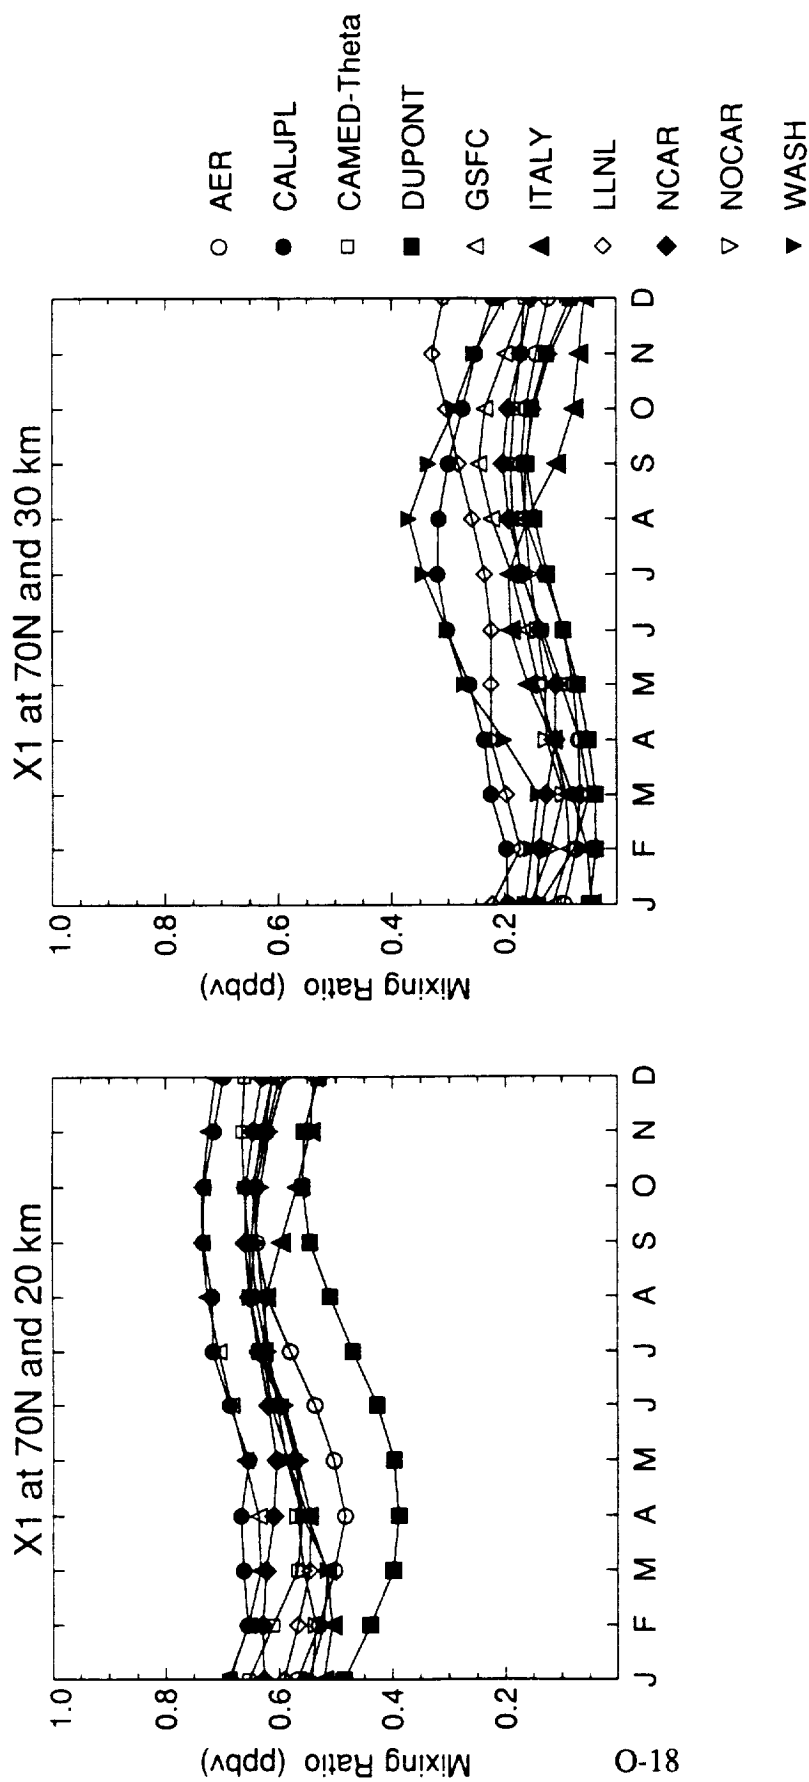 X1 at 70N and 20 km
Mixing Ratio (ppbv)
1.0
0.8
0.6
0.4
0.2
J F M A M J J A S O N D
X1 at 70N and 30 km
Mixing Ratio (ppbv)
1.0
0.8
0.6
0.4
0.2
J F M A M J J A S O N D
AER
CALJPL
CAMED-Theta
DUPONT
GSFC
ITALY
LLNL
NCAR
NOCAR
WASH
O-18